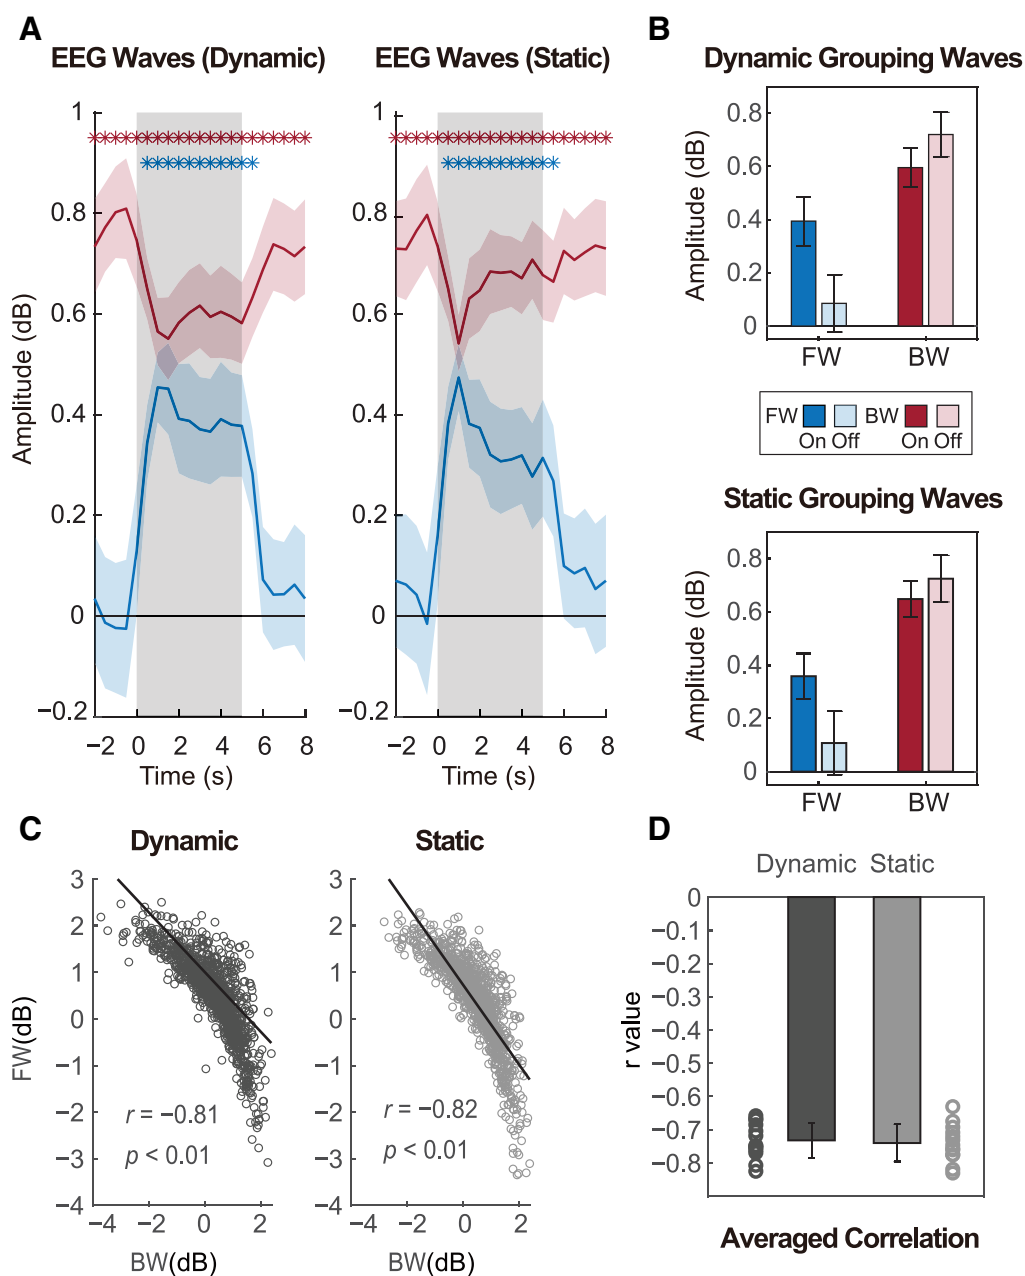 A
EEG Waves (Dynamic)
EEG Waves (Static)
Amplitude (dB)
1
0.8
0.6
0.4
0.2
0
−0.2
−2 0 2 4 6 8
Time (s)
1
0.8
0.6
0.4
0.2
0
−0.2
−2 0 2 4 6 8
Time (s)
B
Dynamic Grouping Waves
Amplitude (dB)
0.8
0.6
0.4
0.2
0
FW BW
FW BW
On Off On Off
Static Grouping Waves
Amplitude (dB)
0.8
0.6
0.4
0.2
0
FW BW
C
Dynamic
FW(dB)
3
2
1
0
−1
−2
−3
−4
r = −0.81
p < 0.01
−4 −2 0 2
BW(dB)
Static
3
2
1
0
−1
−2
−3
−4
r = −0.82
p < 0.01
−4 −2 0 2
BW(dB)
D
Dynamic Static
r value
0
−0.1
−0.2
−0.3
−0.4
−0.5
−0.6
−0.7
−0.8
Averaged Correlation